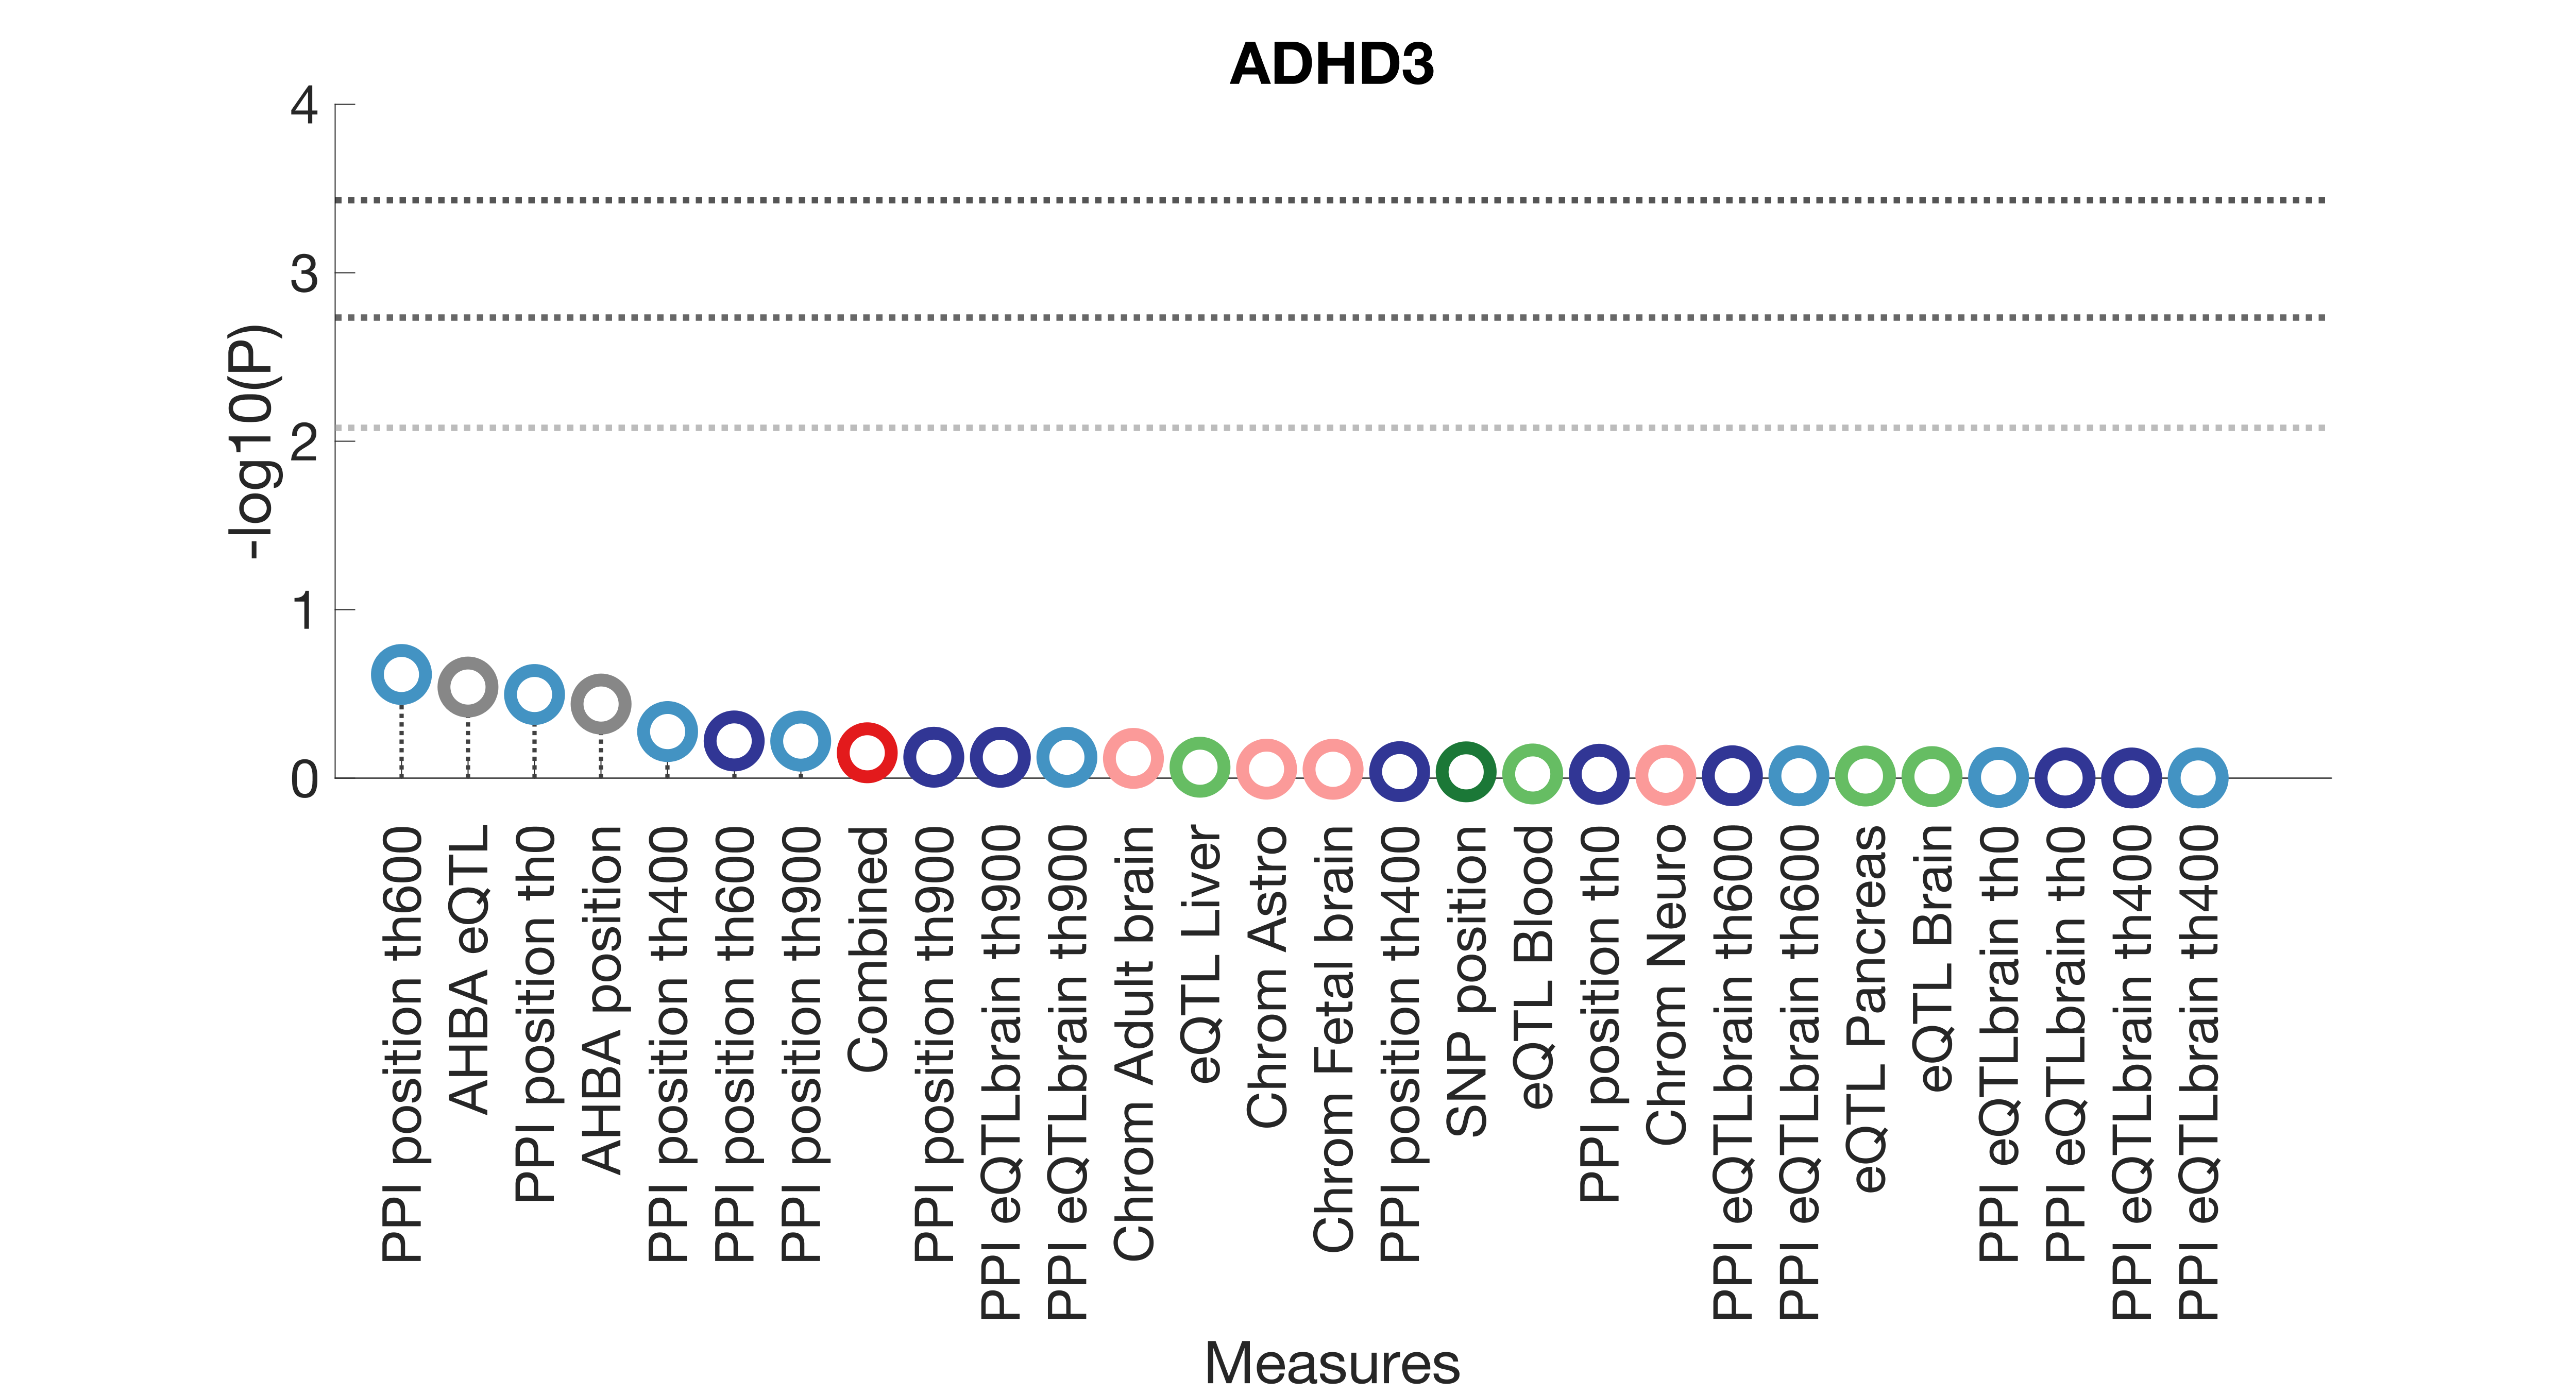 ADHD3
4
3
2
1
0
-log10(P)
PPI position th600
AHBA eQTL
PPI position th0
AHBA position
PPI position th400
PPI position th600
PPI position th900
Combined
PPI position th900
PPI eQTLbrain th900
PPI eQTLbrain th900
Chrom Adult brain
eQTL Liver
Chrom Astro
Chrom Fetal brain
PPI position th400
SNP position
eQTL Blood
PPI position th0
Chrom Neuro
PPI eQTLbrain th600
PPI eQTLbrain th600
eQTL Pancreas
eQTL Brain
PPI eQTLbrain th0
PPI eQTLbrain th0
PPI eQTLbrain th400
PPI eQTLbrain th400
Measures